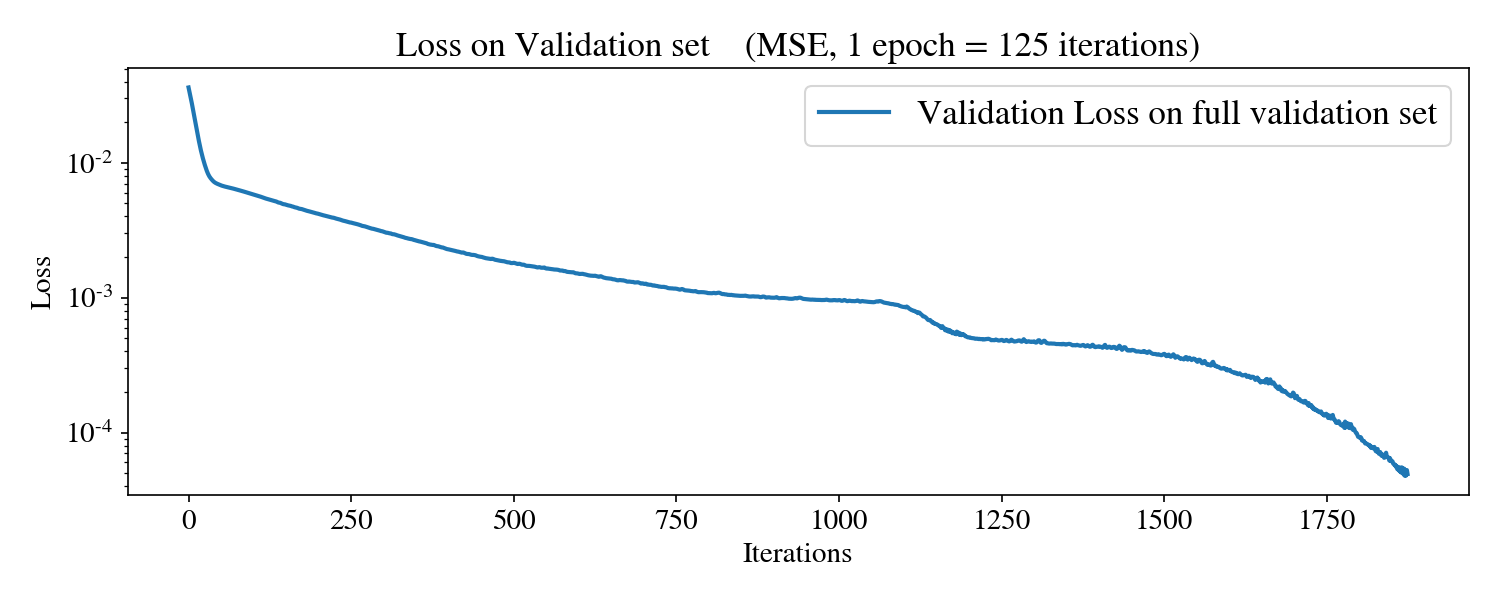 Loss on Validation set    (MSE, 1 epoch = 125 iterations)
Validation Loss on full validation set
Loss
10⁻²
10⁻³
10⁻⁴
0 250 500 750 1000 1250 1500 1750
Iterations